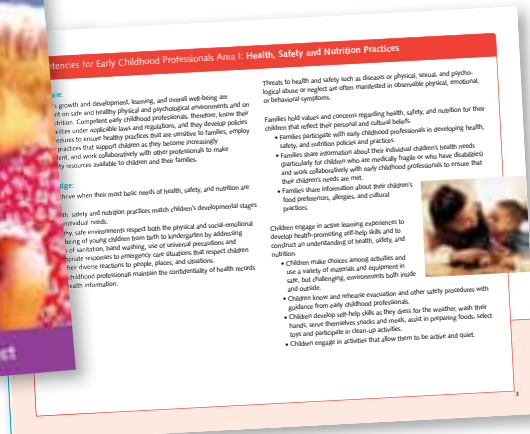 etencies for Early Childhood Professionals Area I: Health, Safety and Nutrition Practices
ale:
growth and development, learning, and overall well-being are
nt on safe and healthy physical and psychological environments and on
trition. Competent early childhood professionals, therefore, know their
ilities under applicable laws and regulations, and they develop policies
edures to ensure healthy practices that are sensitive to families, employ
practices that support children as they become increasingly
dent, and work collaboratively with other professionals to make
ty resources available to children and their families.
dge:
thrive when their most basic needs of health, safety, and nutrition are
lth, safety and nutrition practices match children's developmental stages
individual needs.
hy, safe environments respect both the physical and social-emotional
being of young children from birth to kindergarten by addressing
of sanitation, hand washing, use of universal precautions and
opriate responses to emergency care situations that respect children
heir diverse reactions to people, places, and situations.
childhood professionals maintain the confidentiality of health records
ealth information.
Threats to health and safety such as diseases or physical, sexual, and psycho-
logical abuse or neglect are often manifested in observable physical, emotional,
or behavioral symptoms.
Families hold values and concerns regarding health, safety, and nutrition for their
children that reflect their personal and cultural beliefs.
• Families participate with early childhood professionals in developing health,
safety, and nutrition policies and practices.
• Families share information about their individual children's health needs
(particularly for children who are medically fragile or who have disabilities)
and work collaboratively with early childhood professionals to ensure that
their children's needs are met.
• Families share information about their children's
food preferences, allergies, and cultural
practices.
Children engage in active learning experiences to
develop health-promoting self-help skills and to
construct an understanding of health, safety, and
nutrition
• Children make choices among activities and
use a variety of materials and equipment in
safe, but challenging, environments both inside
and outside.
• Children know and rehearse evacuation and other safety procedures with
guidance from early childhood professionals.
• Children develop self-help skills as they dress for the weather, wash their
hands, serve themselves snacks and meals, assist in preparing foods, select
toys and participate in clean-up activities.
• Children engage in activities that allow them to be active and quiet.
3